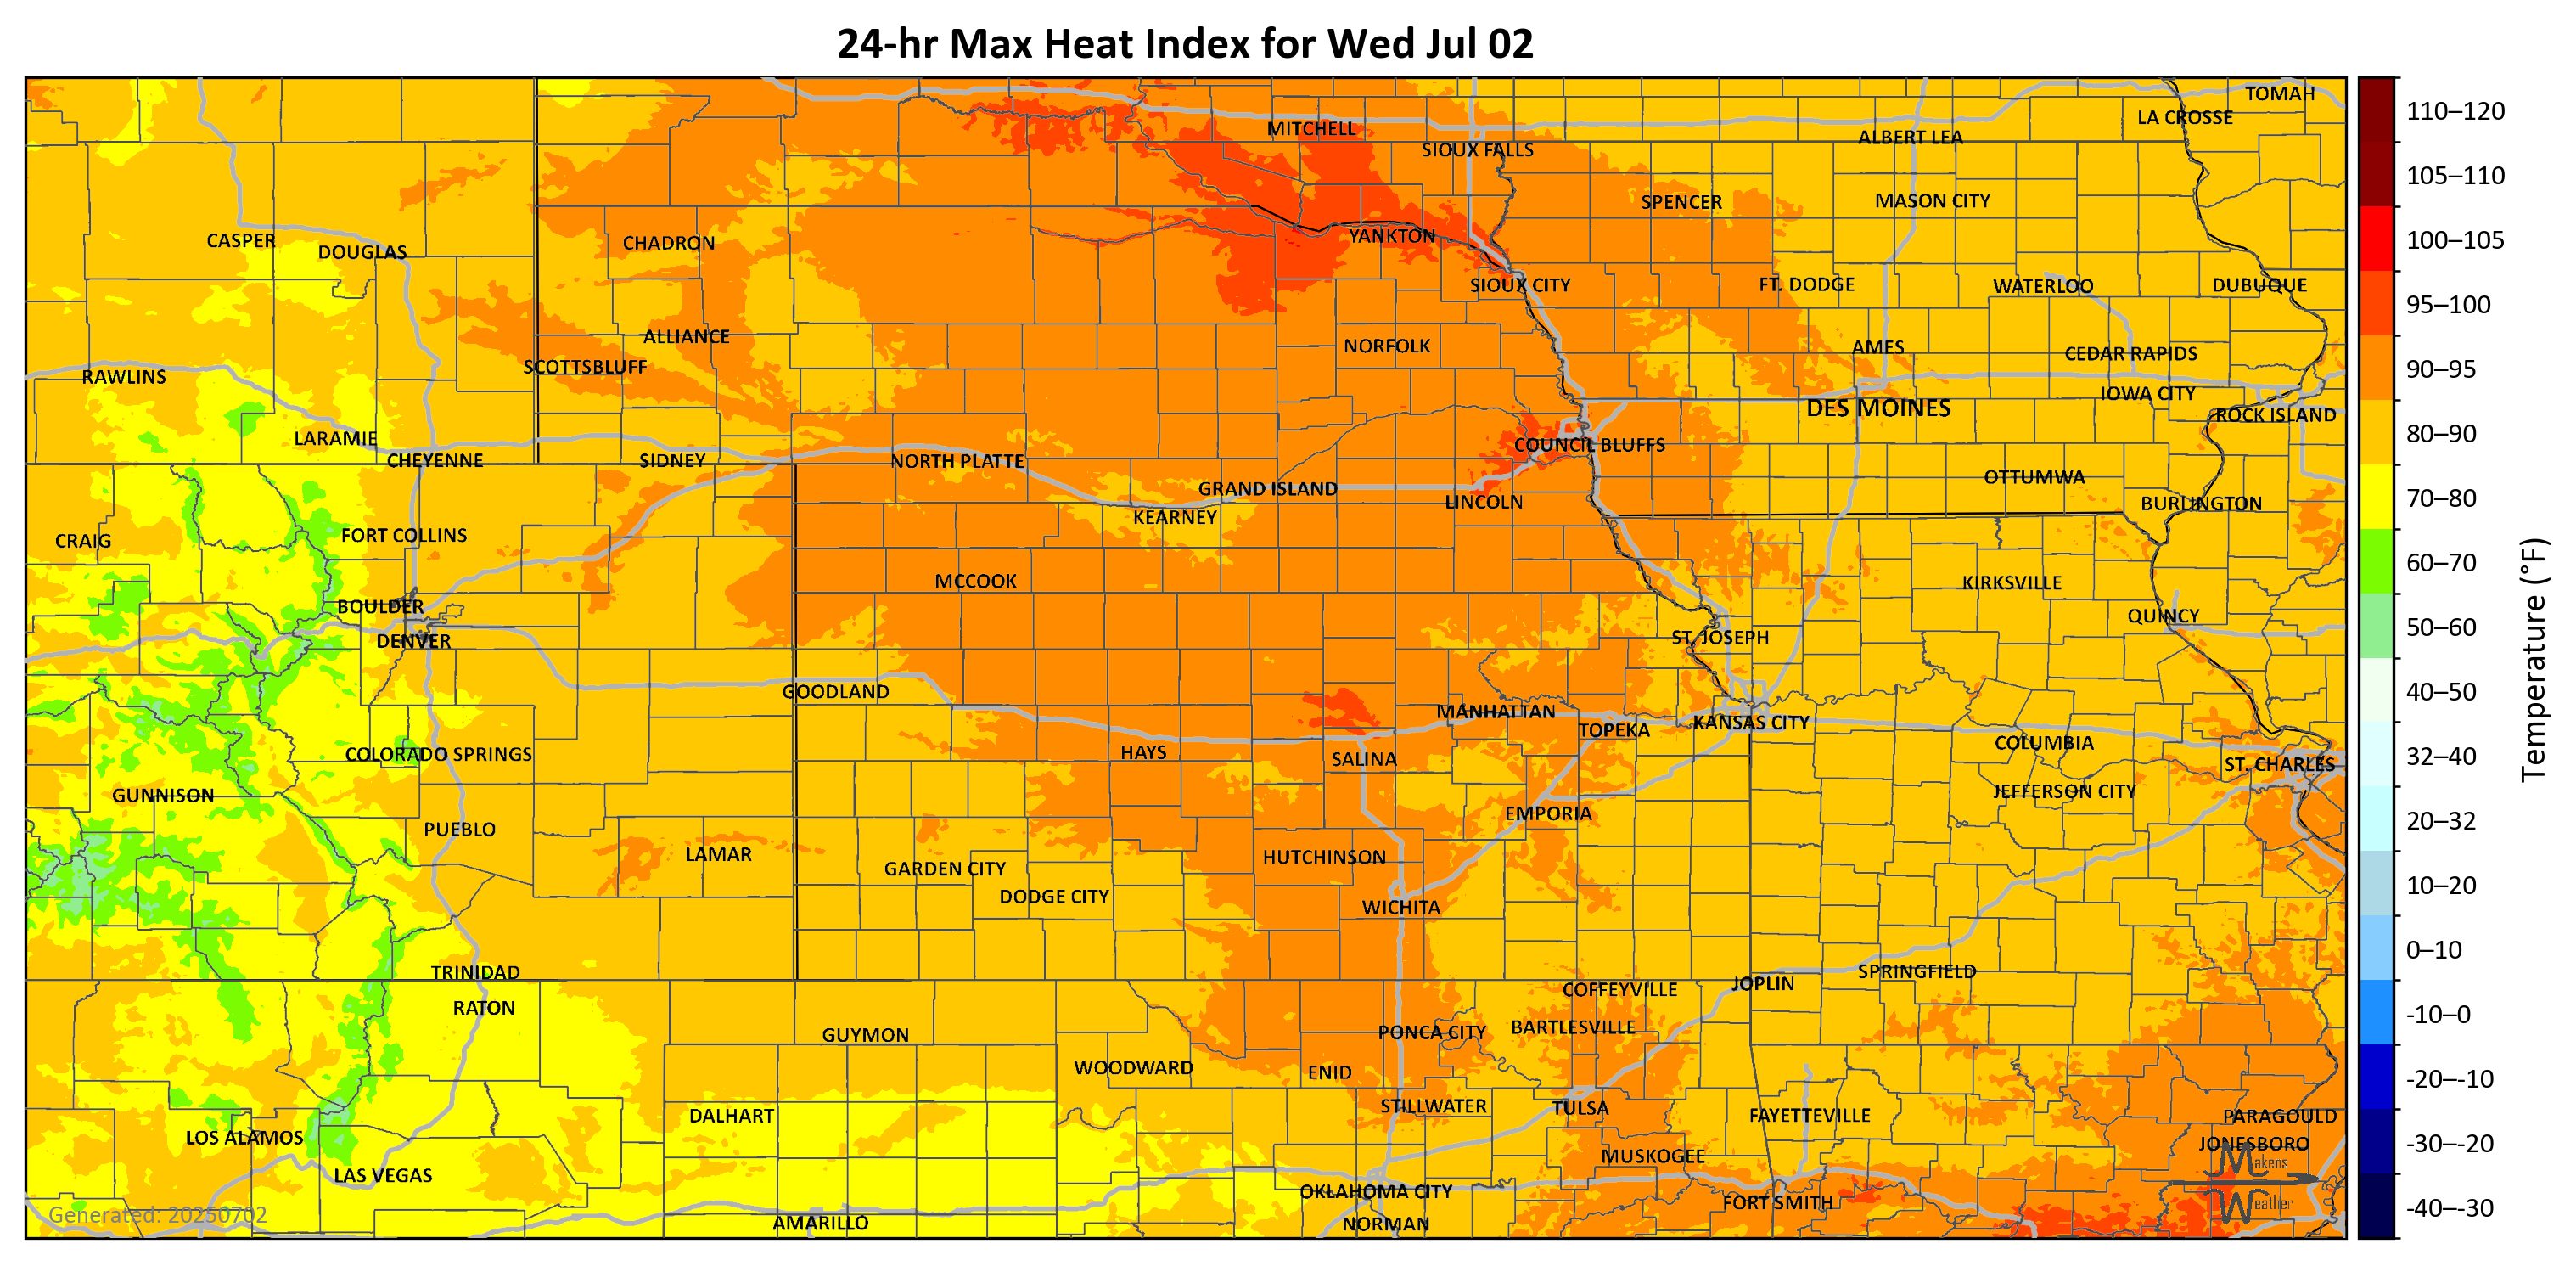 24-hr Max Heat Index for Wed Jul 02
TOMAH
LA CROSSE
MITCHELL
ALBERT LEA
SIOUX FALLS
MASON CITY
SPENCER
YANKTON
CASPER
CHADRON
DOUGLAS
SIOUX CITY
FT. DODGE
WATERLOO
DUBUQUE
ALLIANCE
NORFOLK
AMES
CEDAR RAPIDS
SCOTTSBLUFF
RAWLINS
IOWA CITY
DES MOINES
ROCK ISLAND
LARAMIE
COUNCIL BLUFFS
CHEYENNE
SIDNEY
NORTH PLATTE
OTTUMWA
GRAND ISLAND
LINCOLN
BURLINGTON
KEARNEY
FORT COLLINS
CRAIG
MCCOOK
KIRKSVILLE
BOULDER
QUINCY
DENVER
ST. JOSEPH
GOODLAND
MANHATTAN
KANSAS CITY
TOPEKA
COLUMBIA
HAYS
COLORADO SPRINGS
SALINA
ST. CHARLES
JEFFERSON CITY
GUNNISON
EMPORIA
PUEBLO
LAMAR
HUTCHINSON
GARDEN CITY
DODGE CITY
WICHITA
TRINIDAD
SPRINGFIELD
JOPLIN
COFFEYVILLE
RATON
BARTLESVILLE
PONCA CITY
GUYMON
WOODWARD
ENID
STILLWATER
TULSA
DALHART
FAYETTEVILLE
PARAGOULD
LOS ALAMOS
JONESBORO
MUSKOGEE
LAS VEGAS
OKLAHOMA CITY
FORT SMITH
AMARILLO
NORMAN
Makens
Weather
Generated: 20250702
110–120
105–110
100–105
95–100
90–95
80–90
70–80
60–70
50–60
40–50
32–40
20–32
10–20
0–10
-10–0
-20–-10
-30–-20
-40–-30
Temperature (°F)